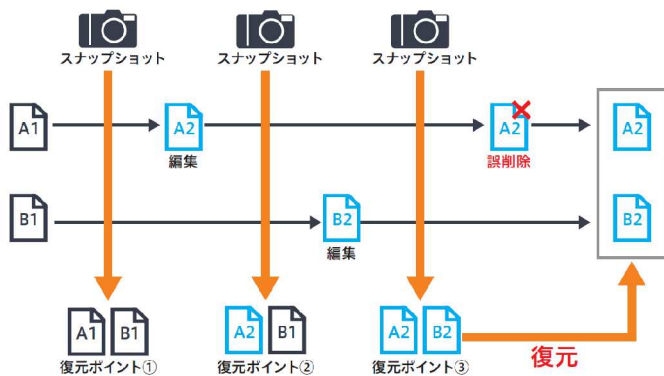 スナップショット スナップショット スナップショット
A1 A2 A2 A2
編集 誤削除
B1 B2 B2
編集
A1 B1 A2 B1 A2 B2
復元
復元ポイント① 復元ポイント② 復元ポイント③